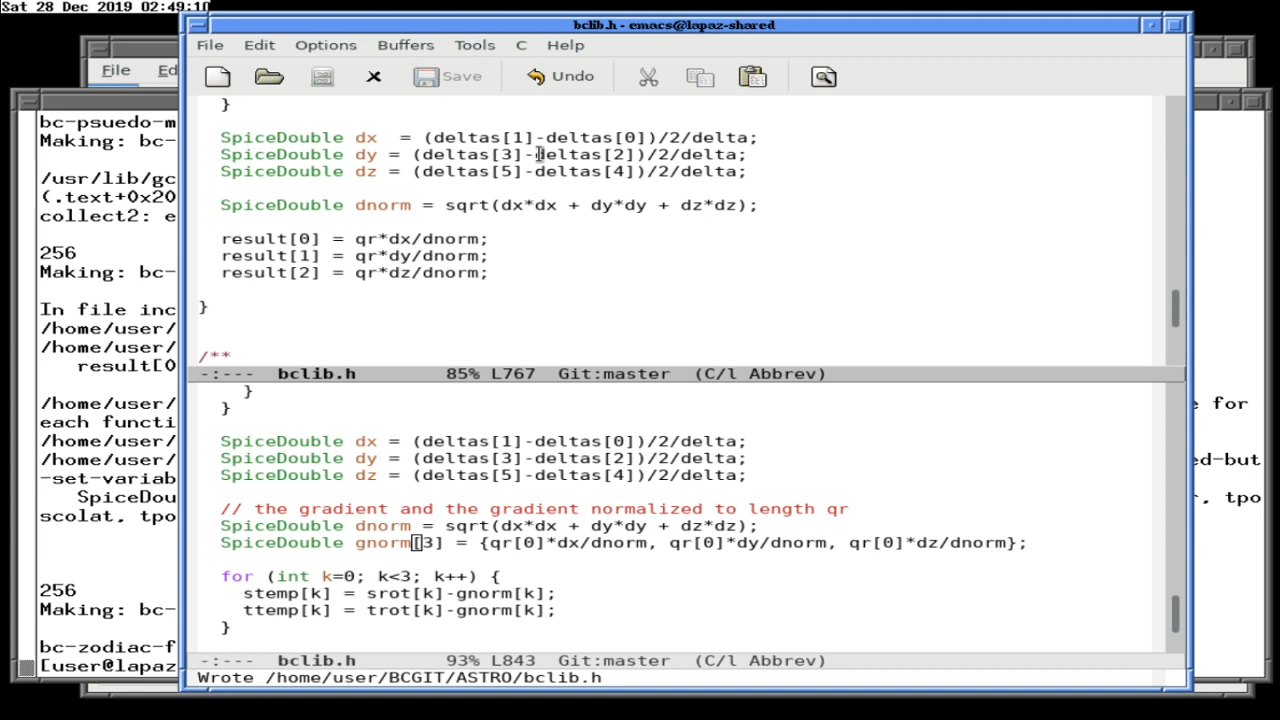 Sat 28 Dec 2019 02:49:10
bclib.h - emacs@lapaz-shared
File Edit Options Buffers Tools C Help
Save Undo
}
SpiceDouble dx  = (deltas[1]-deltas[0])/2/delta;
SpiceDouble dy = (deltas[3]-deltas[2])/2/delta;
SpiceDouble dz = (deltas[5]-deltas[4])/2/delta;
SpiceDouble dnorm = sqrt(dx*dx + dy*dy + dz*dz);
result[0] = qr*dx/dnorm;
result[1] = qr*dy/dnorm;
result[2] = qr*dz/dnorm;
}
/**
-:---  bclib.h        85% L767  Git:master  (C/l Abbrev)
}
}
SpiceDouble dx = (deltas[1]-deltas[0])/2/delta;
SpiceDouble dy = (deltas[3]-deltas[2])/2/delta;
SpiceDouble dz = (deltas[5]-deltas[4])/2/delta;
// the gradient and the gradient normalized to length qr
SpiceDouble dnorm = sqrt(dx*dx + dy*dy + dz*dz);
SpiceDouble gnorm[3] = {qr[0]*dx/dnorm, qr[0]*dy/dnorm, qr[0]*dz/dnorm};
for (int k=0; k<3; k++) {
stemp[k] = srot[k]-gnorm[k];
ttemp[k] = trot[k]-gnorm[k];
}
-:---  bclib.h        93% L843  Git:master  (C/l Abbrev)
Wrote /home/user/BCGIT/ASTRO/bclib.h
File Ed
bc-psuedo-m
Making: bc-
/usr/lib/gc
(.text+0x20
collect2: e
256
Making: bc-
In file inc
/home/user/
/home/user/
result[0
/home/user/ e for
each functi
/home/user/
/home/user/ ed-but
-set-variab
SpiceDou r, tpo
scolat, tpo
256
Making: bc-
bc-zodiac-f
[user@lapaz